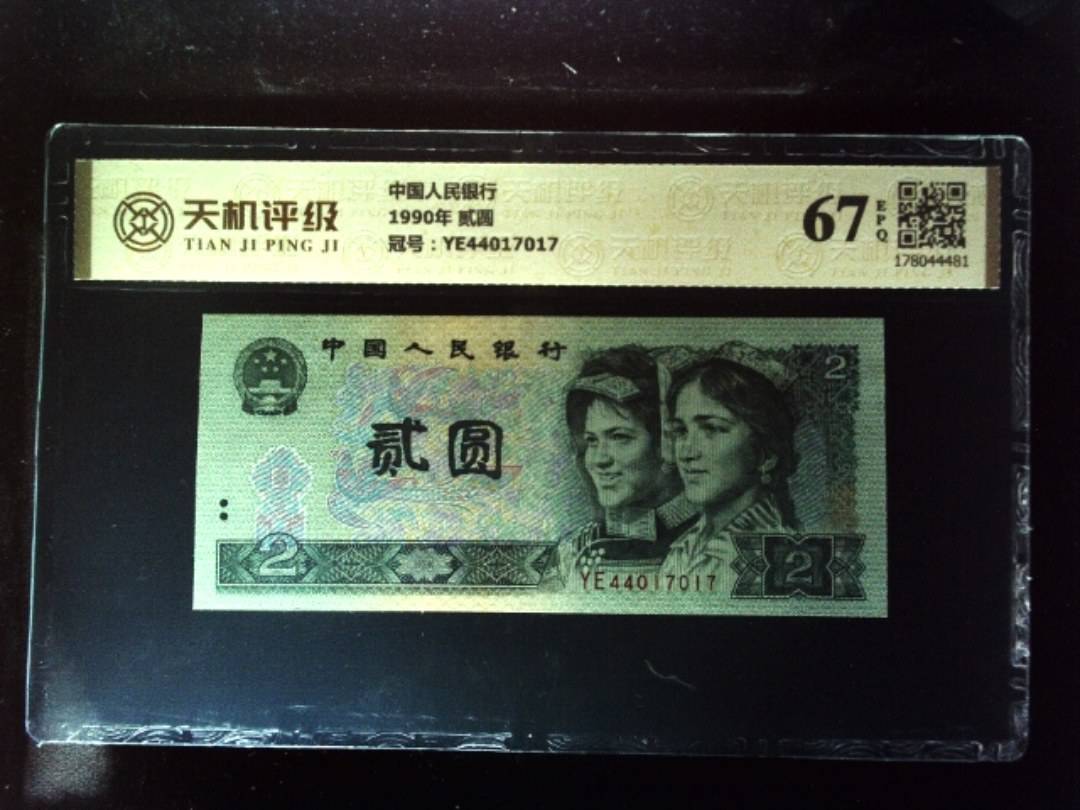 天机评级
TIAN JI PING JI
中国人民银行
1990年 贰圆
冠号：YE44017017
67
EPQ
178044481
中国人民银行
2
贰圆
2
YE44017017
2